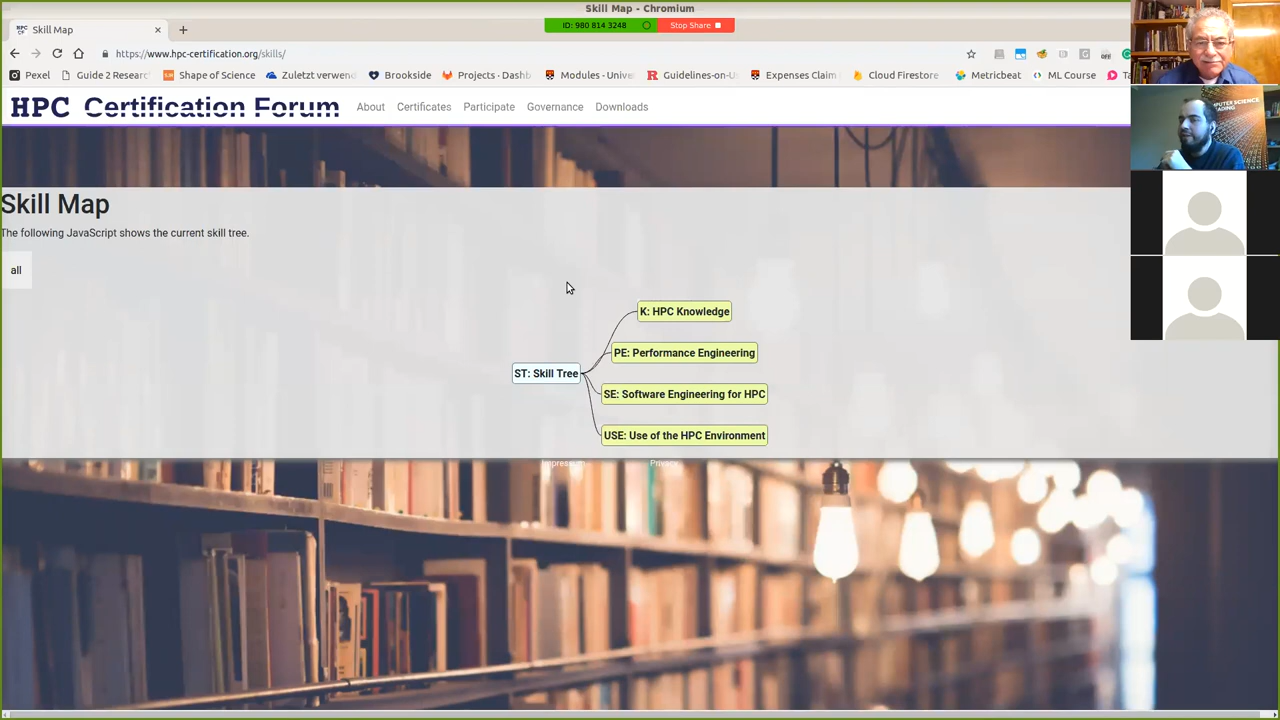 Skill Map - Chromium
ID: 980 814 3248
Stop Share
Skill Map
https://www.hpc-certification.org/skills/
Pexel
Guide 2 Researc
Shape of Science
Zuletzt verwend
Brookside
Projects · Dashb
Modules - Unive
Guidelines-on-U
Expenses Claim
Cloud Firestore
Metricbeat
ML Course
HPC Certification Forum
About
Certificates
Participate
Governance
Downloads
Skill Map
The following JavaScript shows the current skill tree.
all
K: HPC Knowledge
PE: Performance Engineering
ST: Skill Tree
SE: Software Engineering for HPC
USE: Use of the HPC Environment
Impressum
Privacy